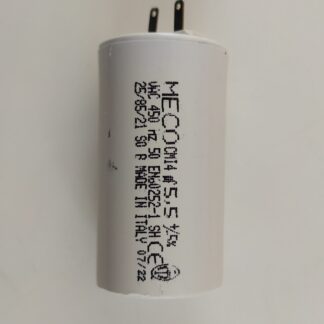 MECO CMI4 µf 5,5 +/-5%
VAC 450 HZ 50 EN60252-1 SH CE
25/85/21 S0 R MADE IN ITALY 07/22